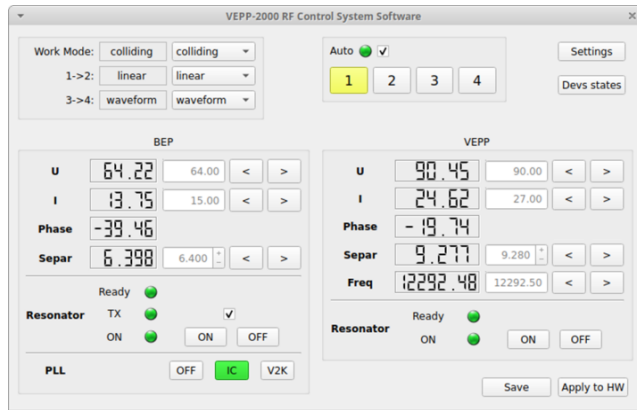 VEPP-2000 RF Control System Software
Work Mode: colliding colliding
1->2: linear linear
3->4: waveform waveform
Auto
1 2 3 4
Settings
Devs states
BEP
U 64.22 64.00 < >
I 13.75 15.00 < >
Phase -39.46
Separ 6.398 6.400 < >
Ready
Resonator TX
ON ON OFF
PLL OFF IC V2K
VEPP
U 90.45 90.00 < >
I 24.62 27.00 < >
Phase -19.74
Separ 9.277 9.280 < >
Freq 12292.48 12292.50 < >
Ready
Resonator
ON ON OFF
Save Apply to HW